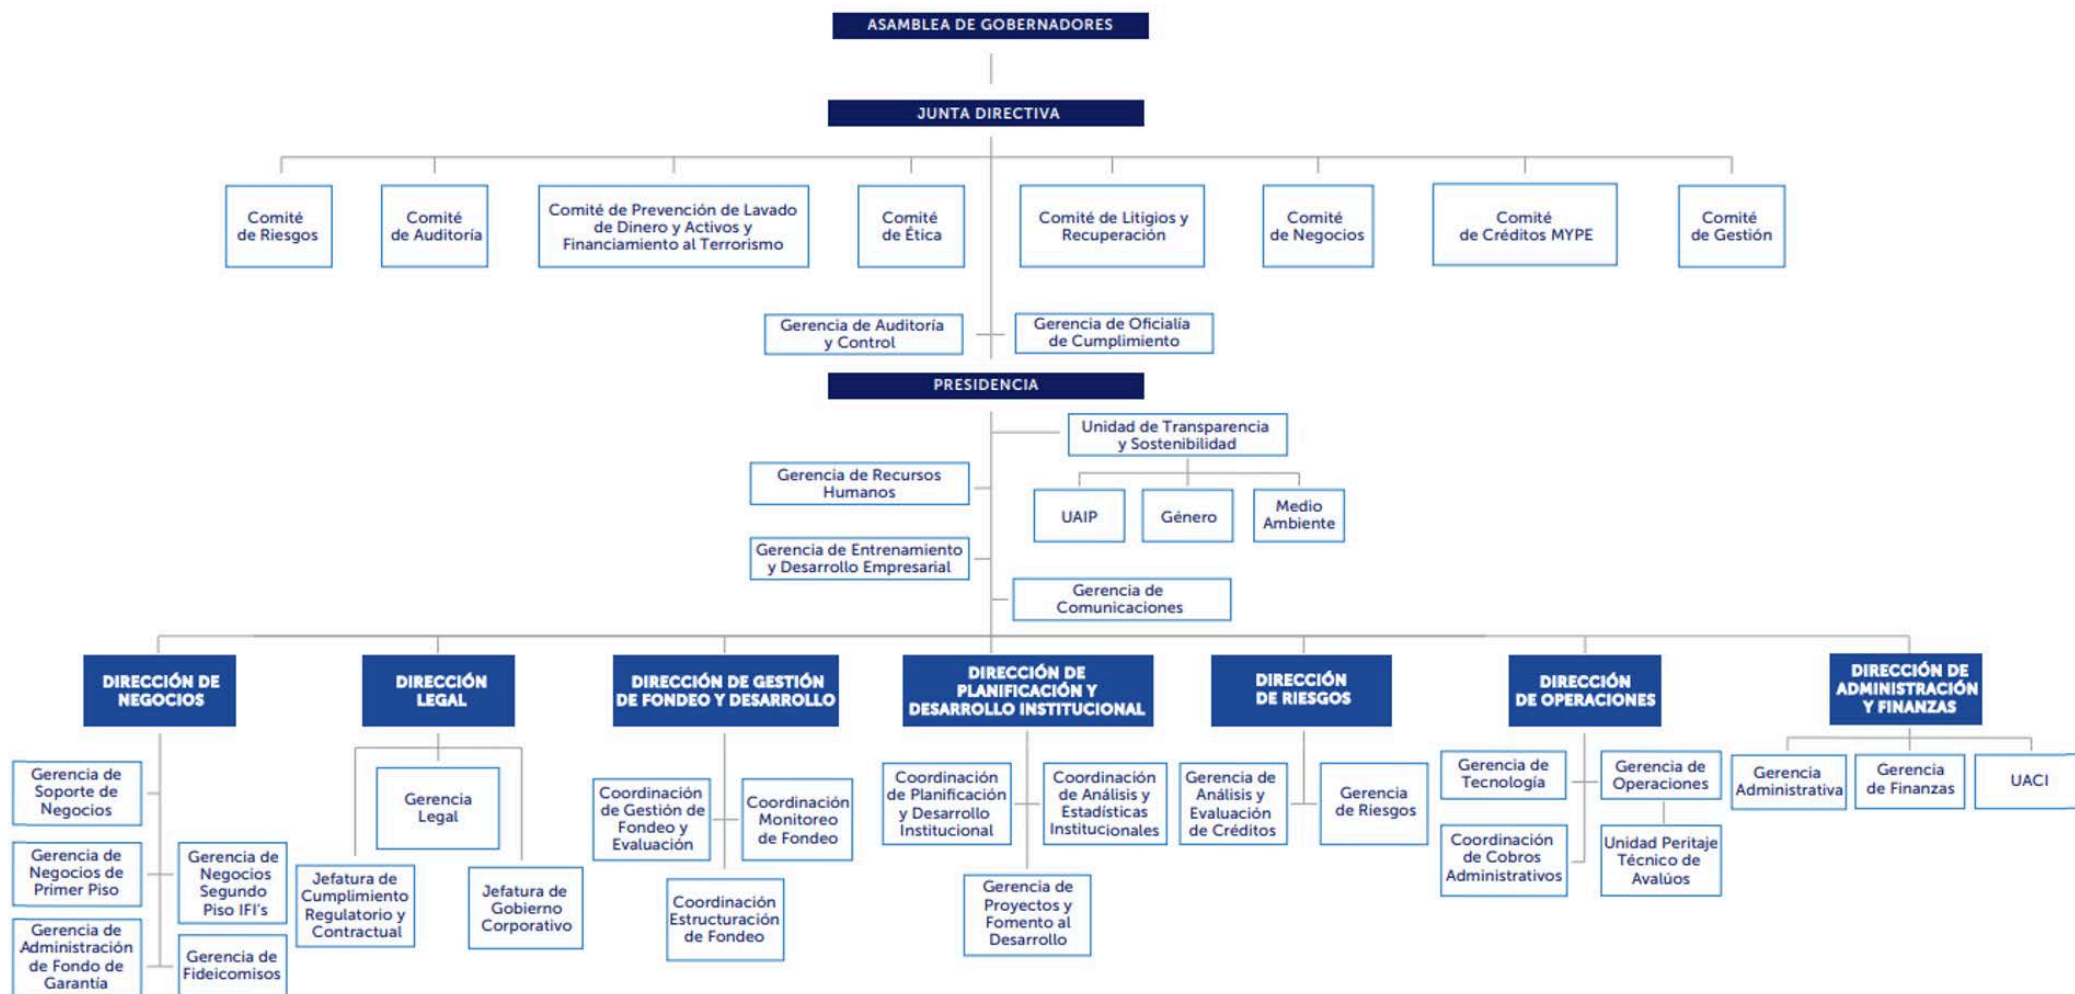 ASAMBLEA DE GOBERNADORES
JUNTA DIRECTIVA
Comité
de Riesgos
Comité
de Auditoría
Comité de Prevención de Lavado
de Dinero y Activos y
Financiamiento al Terrorismo
Comité
de Ética
Comité de Litigios y
Recuperación
Comité
de Negocios
Comité
de Créditos MYPE
Comité
de Gestión
Gerencia de Auditoría
y Control
Gerencia de Oficialía
de Cumplimiento
PRESIDENCIA
Unidad de Transparencia
y Sostenibilidad
Gerencia de Recursos
Humanos
UAIP
Género
Medio
Ambiente
Gerencia de Entrenamiento
y Desarrollo Empresarial
Gerencia de
Comunicaciones
DIRECCIÓN DE
NEGOCIOS
DIRECCIÓN
LEGAL
DIRECCIÓN DE GESTIÓN
DE FONDEO Y DESARROLLO
DIRECCIÓN DE
PLANIFICACIÓN Y
DESARROLLO INSTITUCIONAL
DIRECCIÓN
DE RIESGOS
DIRECCIÓN
DE OPERACIONES
DIRECCIÓN DE
ADMINISTRACIÓN
Y FINANZAS
Gerencia de
Soporte de
Negocios
Gerencia de
Negocios de
Primer Piso
Gerencia de
Negocios
Segundo
Piso IFI's
Gerencia de
Administración
de Fondo de
Garantía
Gerencia de
Fideicomisos
Gerencia
Legal
Jefatura de
Cumplimiento
Regulatorio y
Contractual
Jefatura de
Gobierno
Corporativo
Coordinación
de Gestión de
Fondeo y
Evaluación
Coordinación
Monitoreo
de Fondeo
Coordinación
Estructuración
de Fondeo
Coordinación
de Planificación
y Desarrollo
Institucional
Coordinación
de Análisis y
Estadísticas
Institucionales
Gerencia de
Proyectos y
Fomento al
Desarrollo
Gerencia de
Análisis y
Evaluación
de Créditos
Gerencia
de Riesgos
Gerencia de
Tecnología
Gerencia de
Operaciones
Coordinación
de Cobros
Administrativos
Unidad Peritaje
Técnico de
Avalúos
Gerencia
Administrativa
Gerencia
de Finanzas
UACI